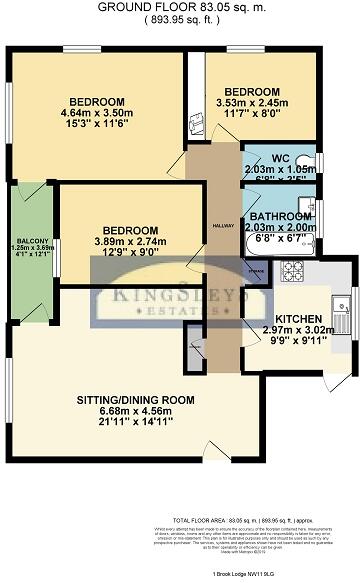 GROUND FLOOR 83.05 sq. m.
( 893.95 sq. ft. )
BEDROOM
4.64m x 3.50m
15'3" x 11'6"
BEDROOM
3.53m x 2.45m
11'7" x 8'0"
WC
2.03m x 1.05m
6'8" x 3'5"
BALCONY
1.25m x 3.69m
4'1" x 12'1"
BEDROOM
3.89m x 2.74m
12'9" x 9'0"
HALLWAY
BATHROOM
2.03m x 2.00m
6'8" x 6'7"
STORAGE
KINGSLEYS
ESTATES
KITCHEN
2.97m x 3.02m
9'9" x 9'11"
SITTING/DINING ROOM
6.68m x 4.56m
21'11" x 14'11"
TOTAL FLOOR AREA : 83.05 sq. m. ( 893.95 sq. ft. ) approx.
Whilst every attempt has been made to ensure the accuracy of the floorplan contained here, measurements
of doors, windows, rooms and any other items are approximate and no responsibility is taken for any error,
omission or mis-statement. This plan is for illustrative purposes only and should be used as such by any
prospective purchaser. The services, systems and appliances shown have not been tested and no guarantee
as to their operability or efficiency can be given.
Made with Metropix ©2019
1 Brook Lodge NW11 9LG